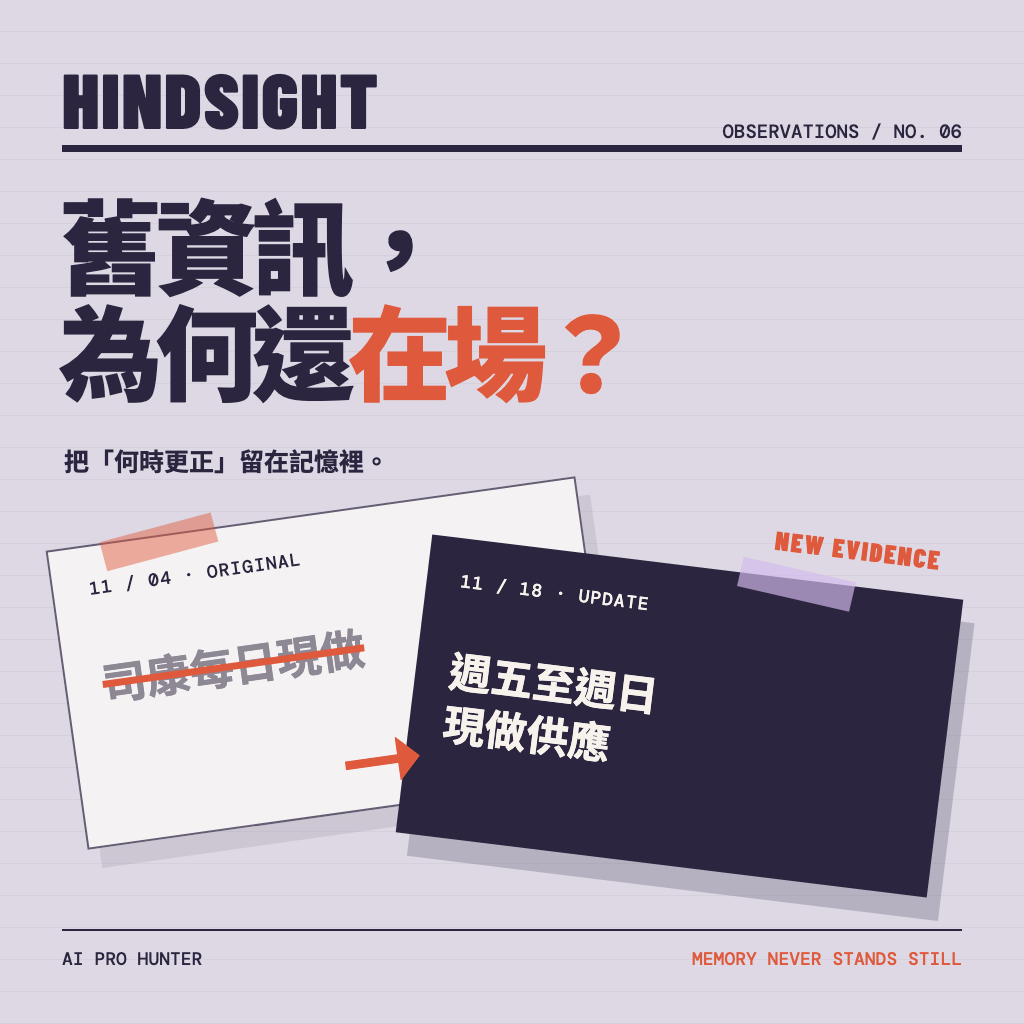 HINDSIGHT
OBSERVATIONS / NO. 06
舊資訊，
為何還在場？
把「何時更正」留在記憶裡。
11 / 04 · ORIGINAL
司康每日現做
NEW EVIDENCE
11 / 18 · UPDATE
週五至週日
現做供應
AI PRO HUNTER
MEMORY NEVER STANDS STILL